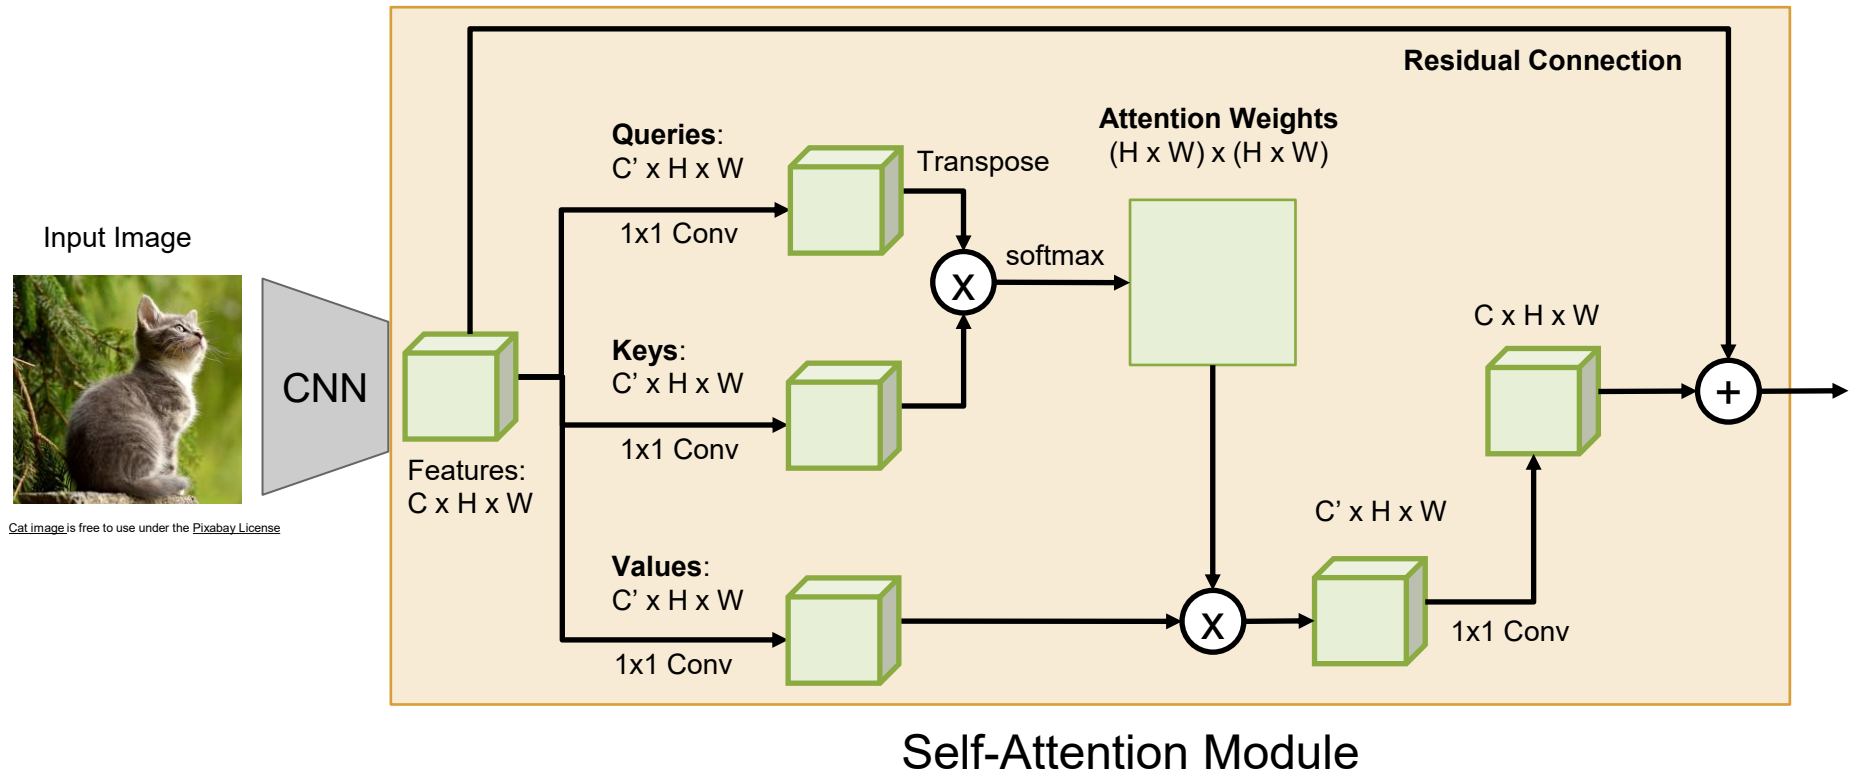 Residual Connection
Attention Weights
(H x W) x (H x W)
Queries:
C’ x H x W
Transpose
1x1 Conv
Input Image
softmax
X
C x H x W
Keys:
C’ x H x W
CNN
+
1x1 Conv
Features:
C x H x W
C’ x H x W
Cat image is free to use under the Pixabay License
Values:
C’ x H x W
X
1x1 Conv
1x1 Conv
Self-Attention Module